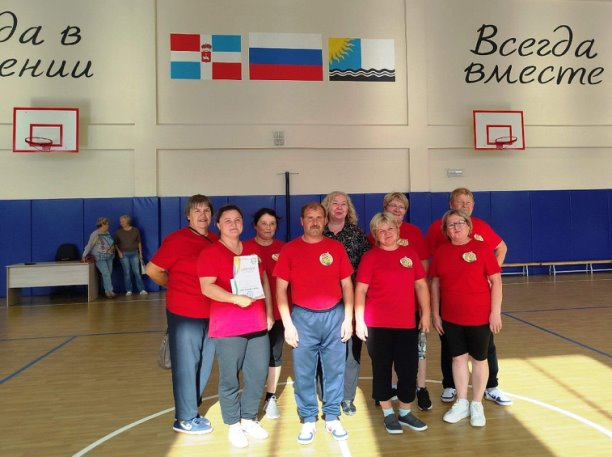 да в
ении
Всегда
вместе